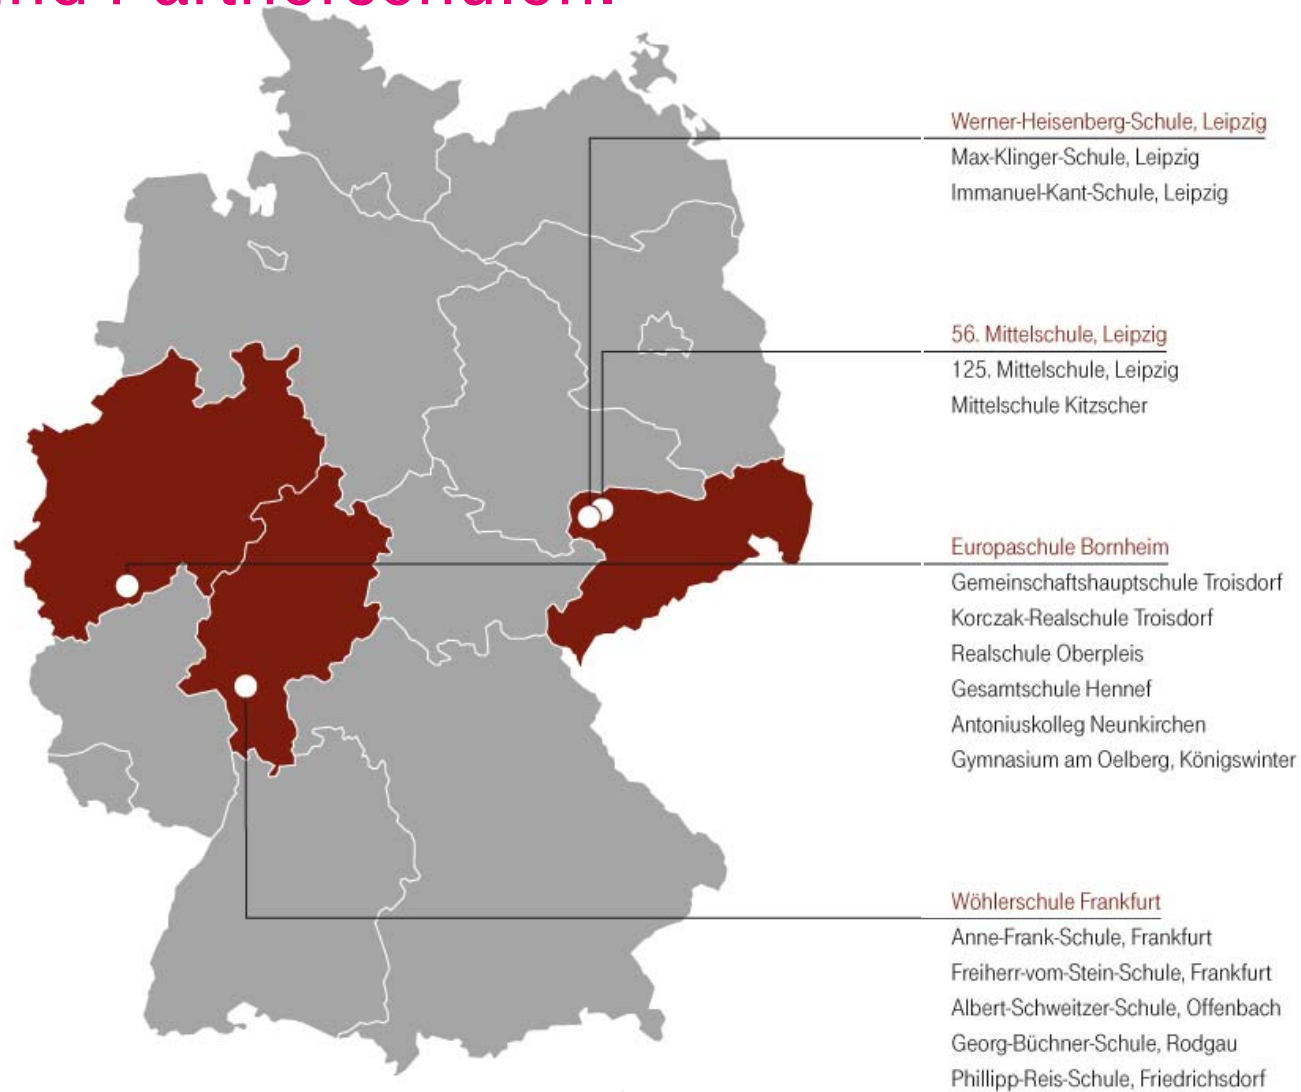 Partnerschulen.
Werner-Heisenberg-Schule, Leipzig
Max-Klinger-Schule, Leipzig
Immanuel-Kant-Schule, Leipzig
56. Mittelschule, Leipzig
125. Mittelschule, Leipzig
Mittelschule Kitzscher
Europaschule Bornheim
Gemeinschaftshauptschule Troisdorf
Korczak-Realschule Troisdorf
Realschule Oberpleis
Gesamtschule Hennef
Antoniuskolleg Neunkirchen
Gymnasium am Oelberg, Königswinter
Wöhlerschule Frankfurt
Anne-Frank-Schule, Frankfurt
Freiherr-vom-Stein-Schule, Frankfurt
Albert-Schweitzer-Schule, Offenbach
Georg-Büchner-Schule, Rodgau
Phillipp-Reis-Schule, Friedrichsdorf